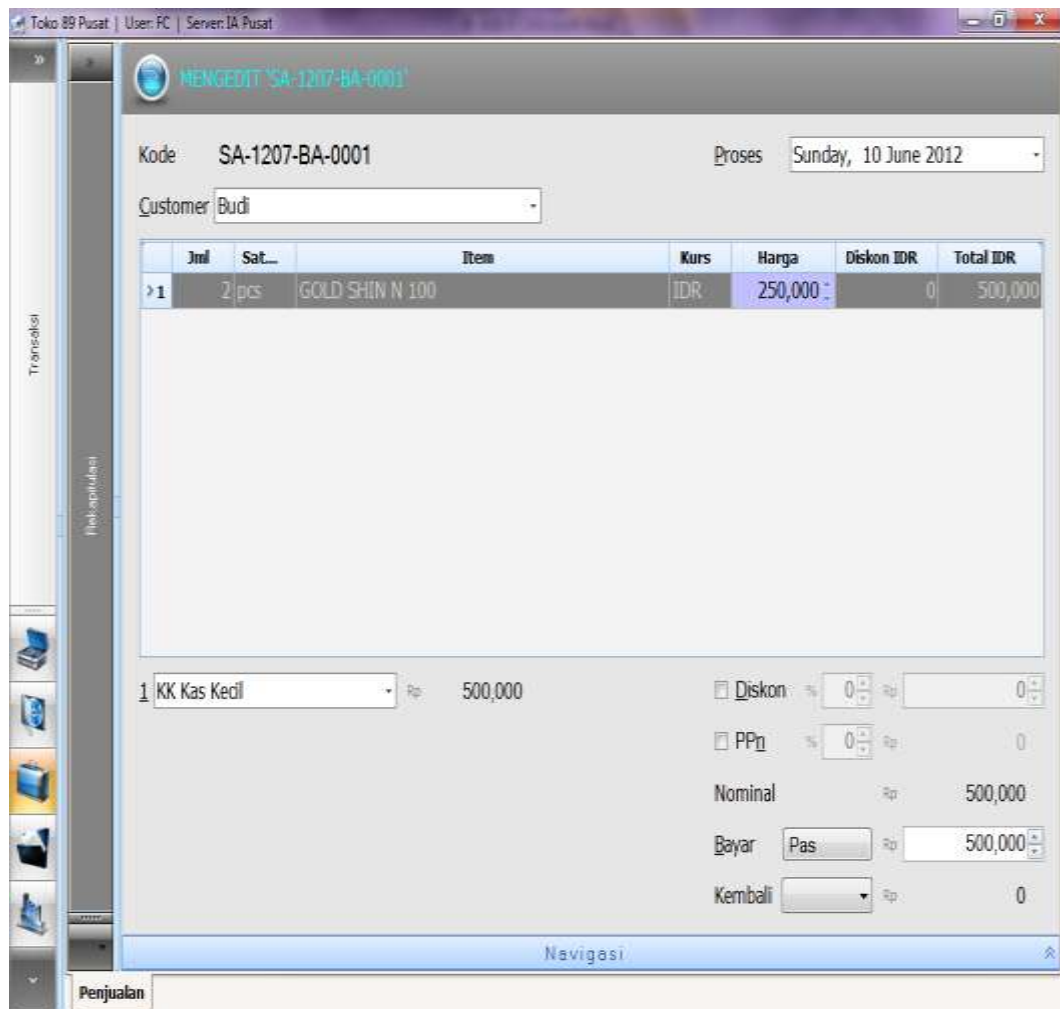 Toko 89 Pusat | User: FC | Server: IA Pusat
MENGEDIT 'SA-1207-BA-0001'
Kode SA-1207-BA-0001 Proses Sunday, 10 June 2012
Customer Budi
Jml Sat... Item Kurs Harga Diskon IDR Total IDR
1 2 pcs GOLD SHIN N 100 IDR 250,000 0 500,000
Transaksi
Rekapitulasi
1 KK Kas Kecil Rp 500,000 Diskon % 0 Rp 0
PPn % 0 Rp 0
Nominal Rp 500,000
Bayar Pas Rp 500,000
Kembali Rp 0
Navigasi
Penjualan